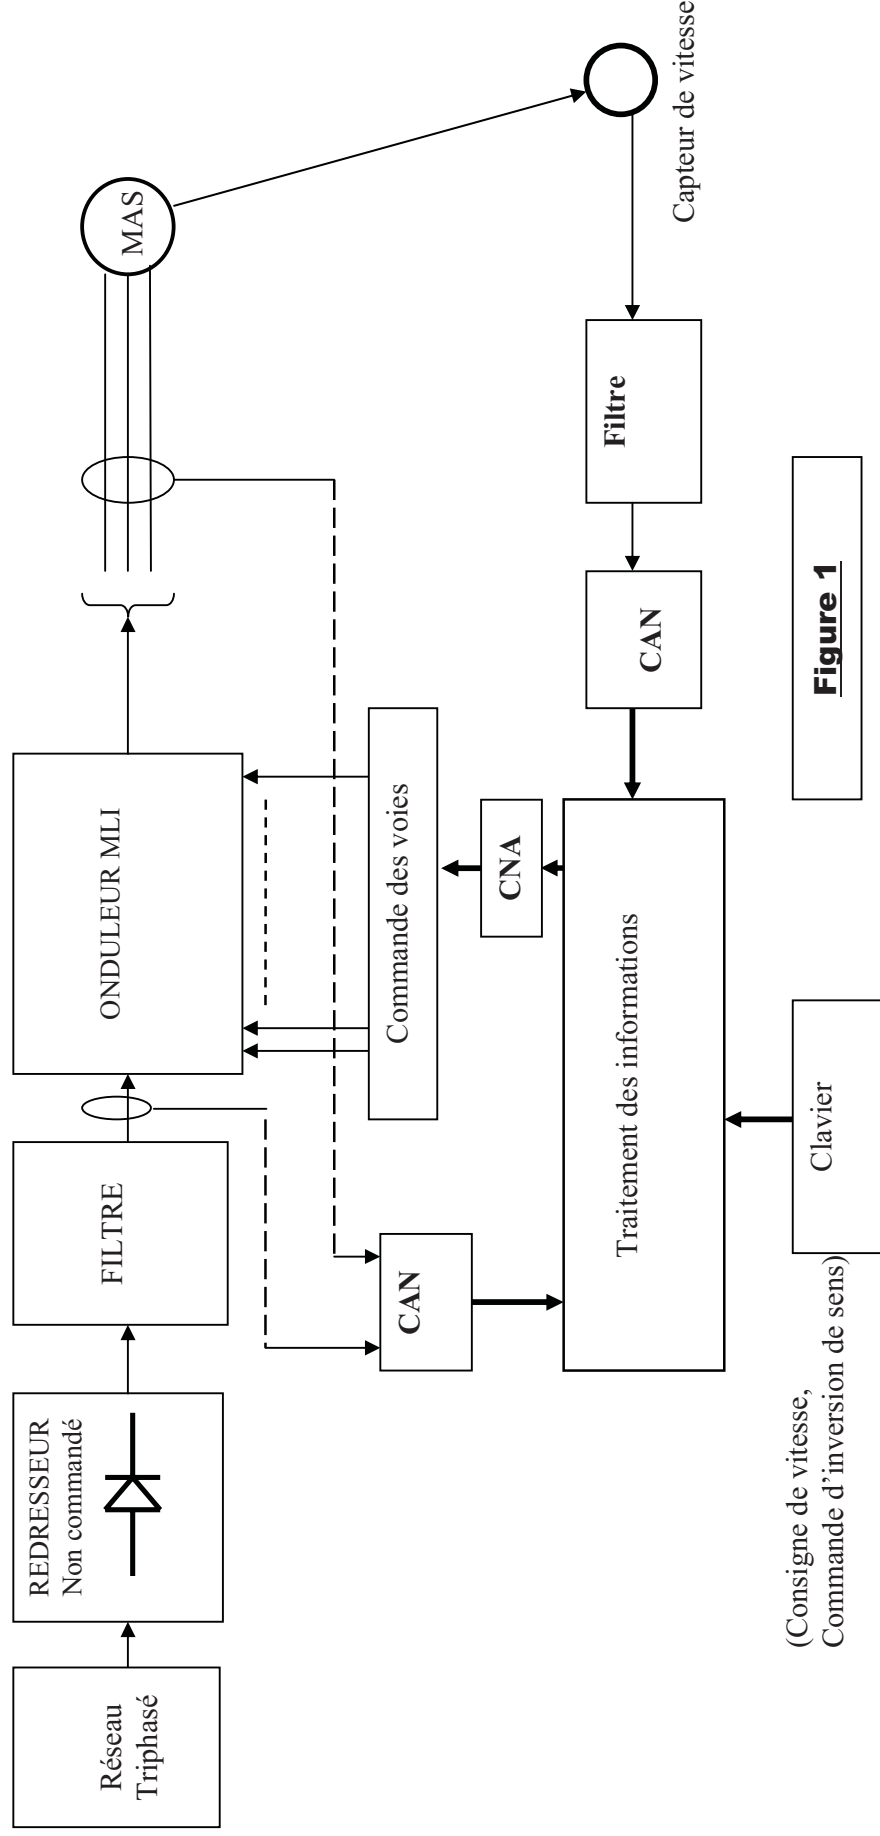 Réseau
Triphasé
REDRESSEUR
Non commandé
FILTRE
ONDULEUR MLI
MAS
CAN
Commande des voies
CNA
Traitement des informations
CAN
Filtre
Capteur de vitesse
(Consigne de vitesse,
Commande d’inversion de sens)
Clavier
Figure 1